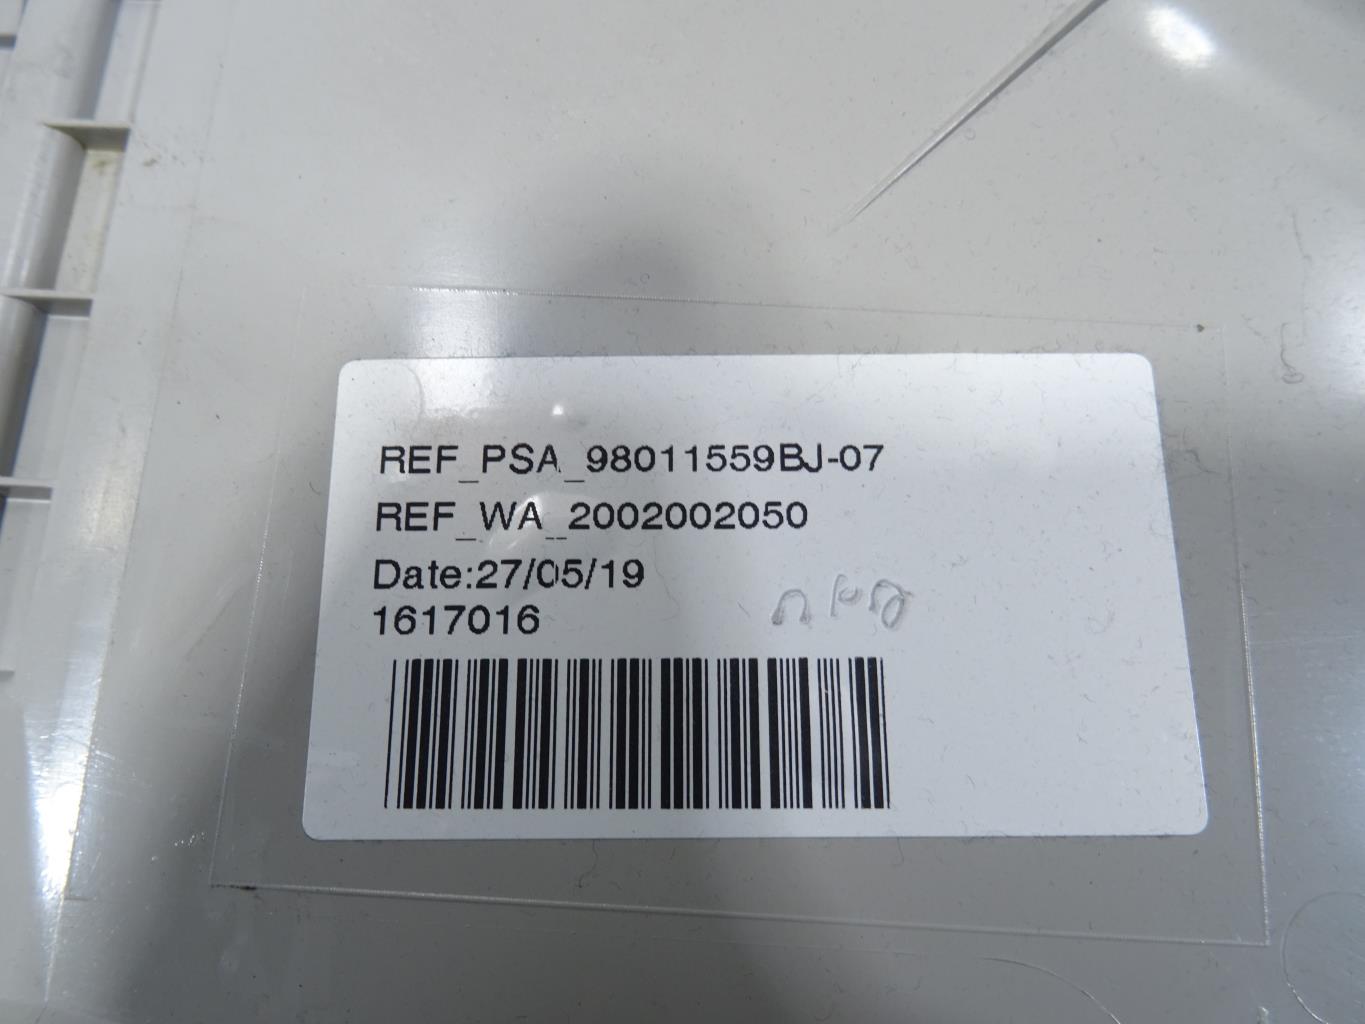 REF_PSA_98011559BJ-07
REF_WA_2002002050
Date:27/05/19
1617016